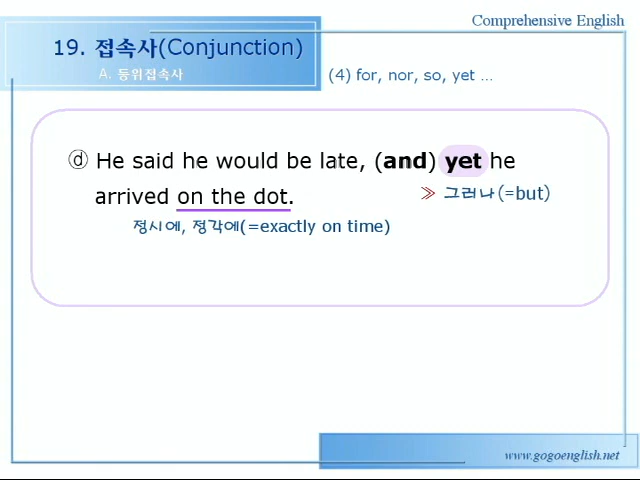 Comprehensive English
19. 접속사(Conjunction)
A. 등위접속사
(4) for, nor, so, yet ...
ⓓ He said he would be late, (and) yet he
arrived on the dot.
≫ 그러나(=but)
정시에, 정각에(=exactly on time)
www.gogoenglish.net